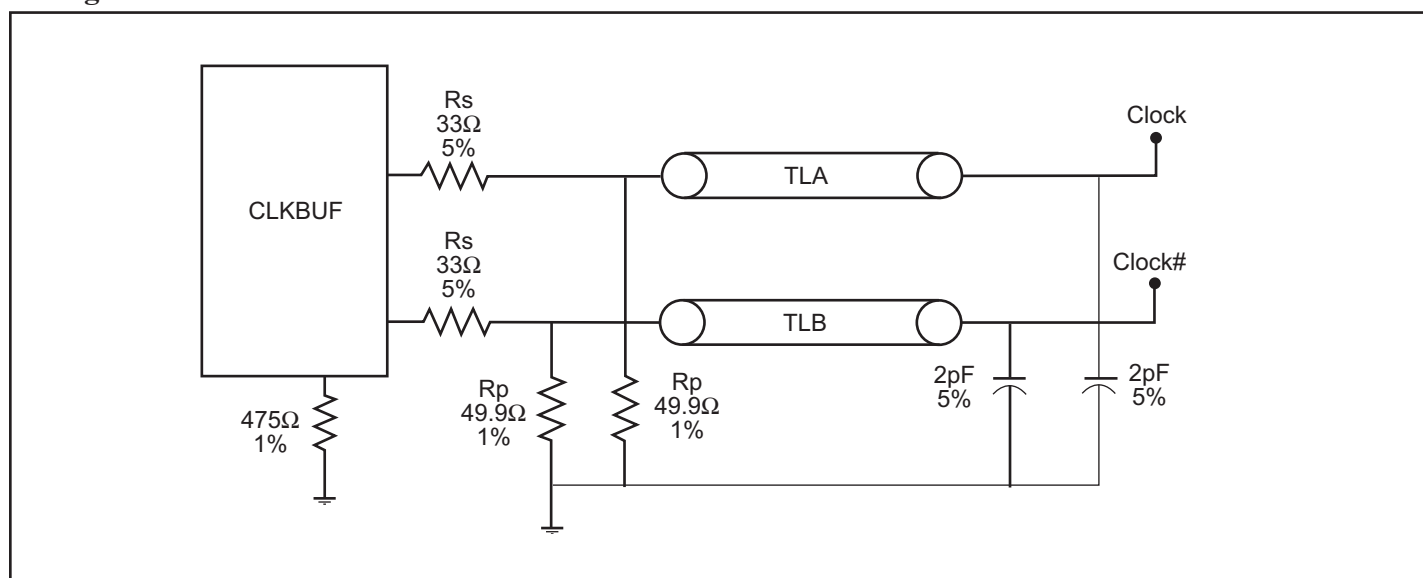 Rs
33Ω
5%
Clock
TLA
CLKBUF
Rs
33Ω
5%
Clock#
TLB
Rp
49.9Ω
1%
Rp
49.9Ω
1%
2pF
5%
2pF
5%
475Ω
1%